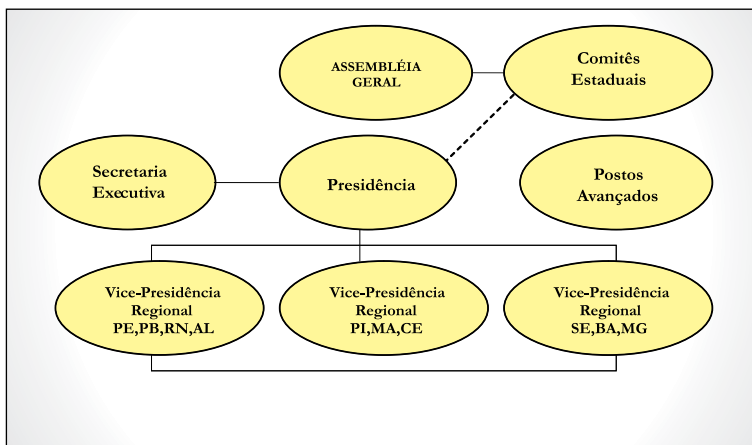 ASSEMBLÉIA
GERAL
Comitês
Estaduais
Secretaria
Executiva
Presidência
Postos
Avançados
Vice-Presidência
Regional
PE,PB,RN,AL
Vice-Presidência
Regional
PI,MA,CE
Vice-Presidência
Regional
SE,BA,MG